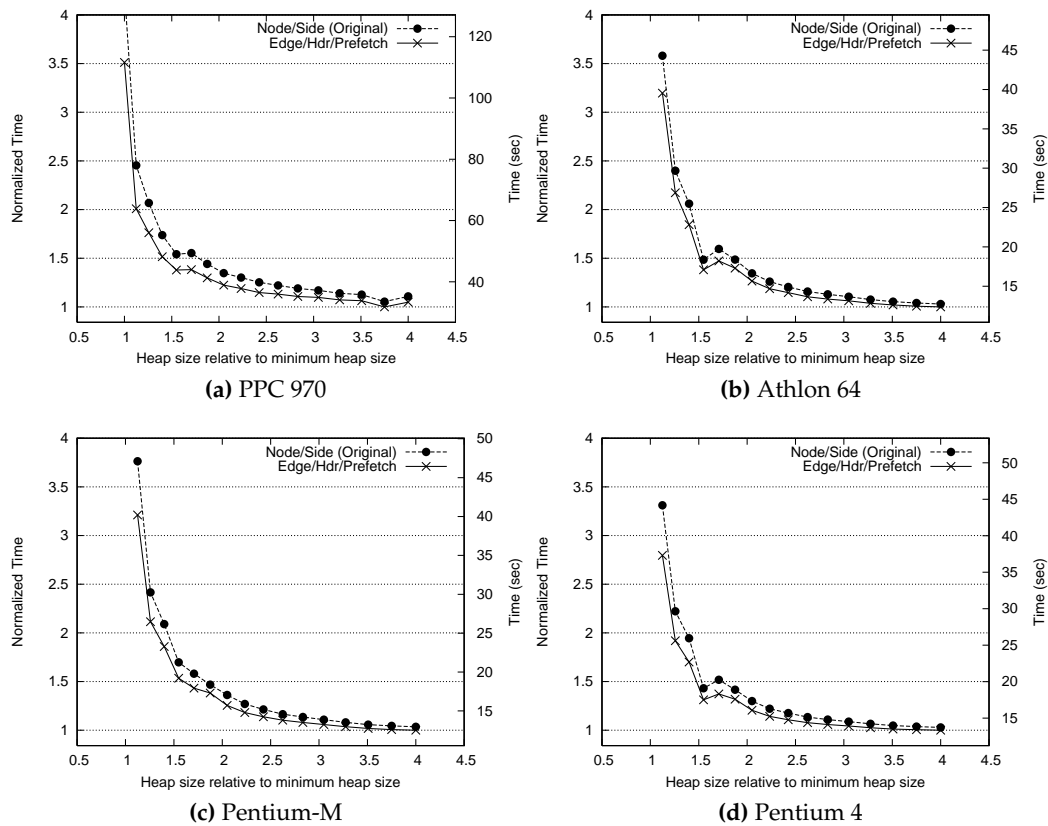 4
3.5
3
2.5
2
1.5
1
Normalized Time
120
100
80
60
40
Time (sec)
Node/Side (Original)
Edge/Hdr/Prefetch
0.5 1 1.5 2 2.5 3 3.5 4 4.5
Heap size relative to minimum heap size
(a) PPC 970
4
3.5
3
2.5
2
1.5
1
Normalized Time
45
40
35
30
25
20
15
Time (sec)
Node/Side (Original)
Edge/Hdr/Prefetch
0.5 1 1.5 2 2.5 3 3.5 4 4.5
Heap size relative to minimum heap size
(b) Athlon 64
4
3.5
3
2.5
2
1.5
1
Normalized Time
50
45
40
35
30
25
20
15
Time (sec)
Node/Side (Original)
Edge/Hdr/Prefetch
0.5 1 1.5 2 2.5 3 3.5 4 4.5
Heap size relative to minimum heap size
(c) Pentium-M
4
3.5
3
2.5
2
1.5
1
Normalized Time
50
45
40
35
30
25
20
15
Time (sec)
Node/Side (Original)
Edge/Hdr/Prefetch
0.5 1 1.5 2 2.5 3 3.5 4 4.5
Heap size relative to minimum heap size
(d) Pentium 4